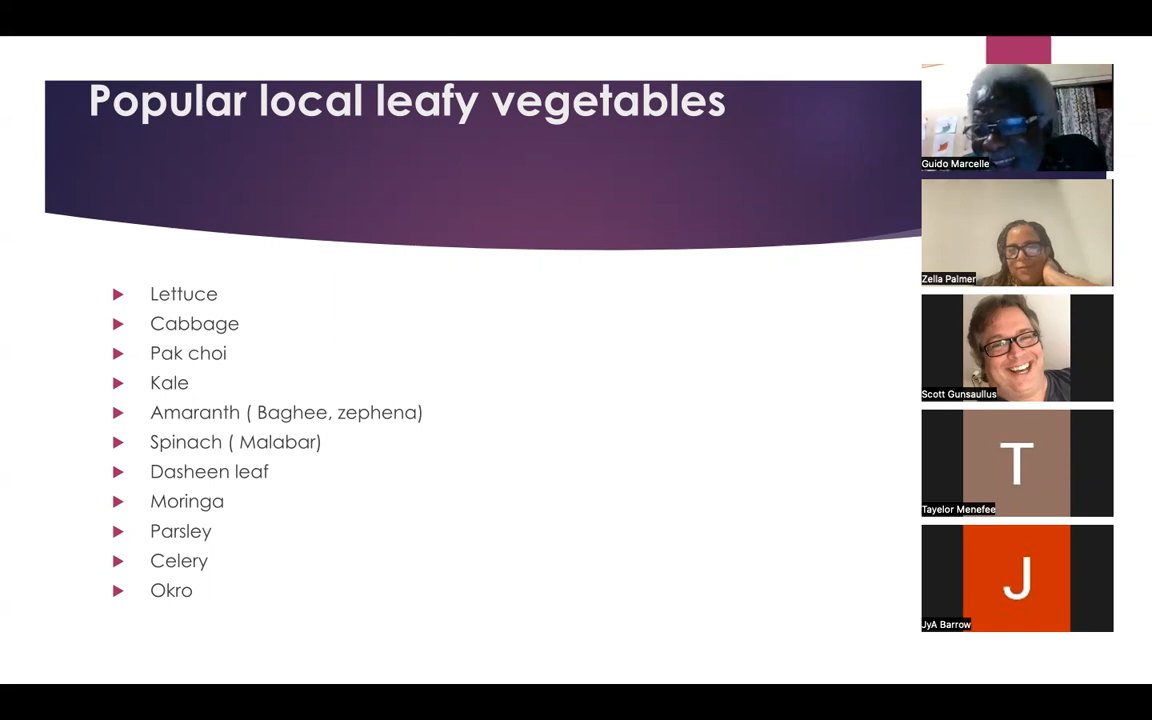 Popular local leafy vegetables
Lettuce
Cabbage
Pak choi
Kale
Amaranth ( Baghee, zephena)
Spinach ( Malabar)
Dasheen leaf
Moringa
Parsley
Celery
Okro
Guido Marcelle
Zella Palmer
Scott Gunsaullus
T
Tayelor Menefee
J
JyA Barrow